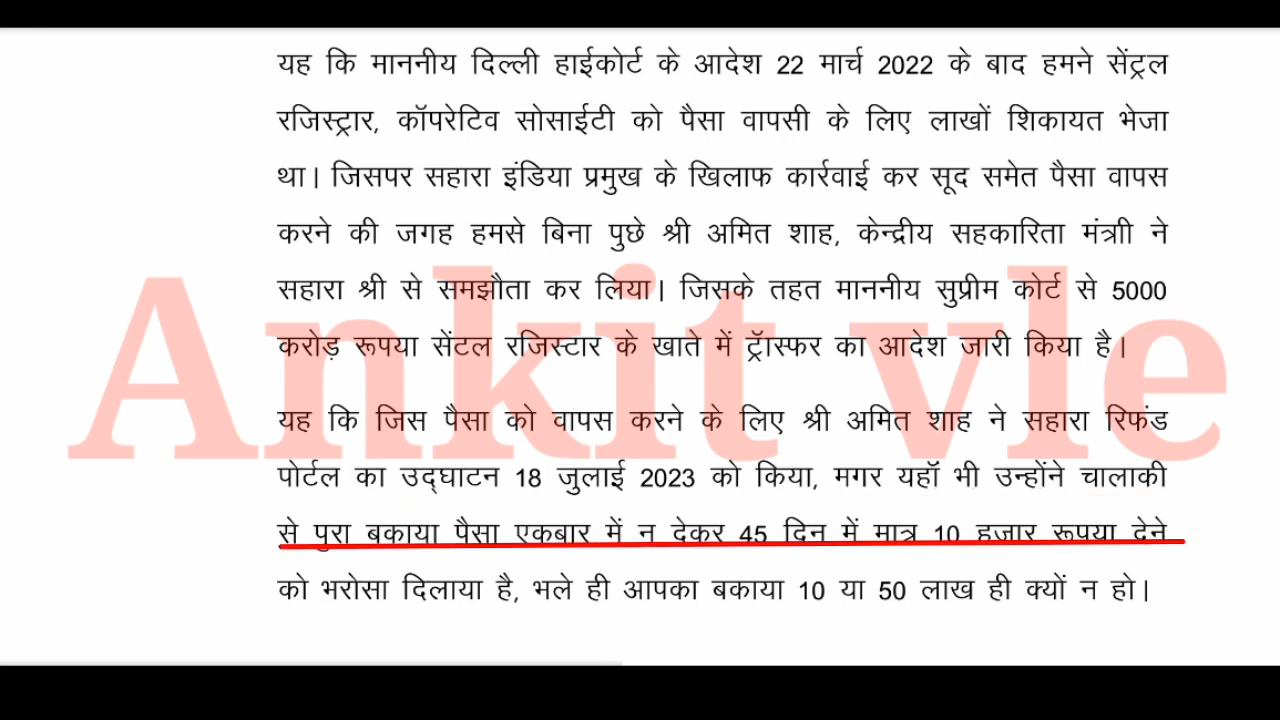 यह कि माननीय दिल्ली हाईकोर्ट के आदेश 22 मार्च 2022 के बाद हमने सेंट्रल
रजिस्ट्रार, कॉपरेटिव सोसाईटी को पैसा वापसी के लिए लाखों शिकायत भेजा
था। जिसपर सहारा इंडिया प्रमुख के खिलाफ कार्रवाई कर सूद समेत पैसा वापस
करने की जगह हमसे बिना पुछे श्री अमित शाह, केन्द्रीय सहकारिता मंत्राी ने
सहारा श्री से समझौता कर लिया। जिसके तहत माननीय सुप्रीम कोर्ट से 5000
करोड़ रूपया सेंटल रजिस्टार के खाते में ट्रॅास्फर का आदेश जारी किया है।
यह कि जिस पैसा को वापस करने के लिए श्री अमित शाह ने सहारा रिफंड
पोर्टल का उद्घाटन 18 जुलाई 2023 को किया, मगर यहॉ भी उन्होंने चालाकी
से पुरा बकाया पैसा एकबार में न देकर 45 दिन में मात्र 10 हजार रूपया देने
को भरोसा दिलाया है, भले ही आपका बकाया 10 या 50 लाख ही क्यों न हो।
Ankit vle